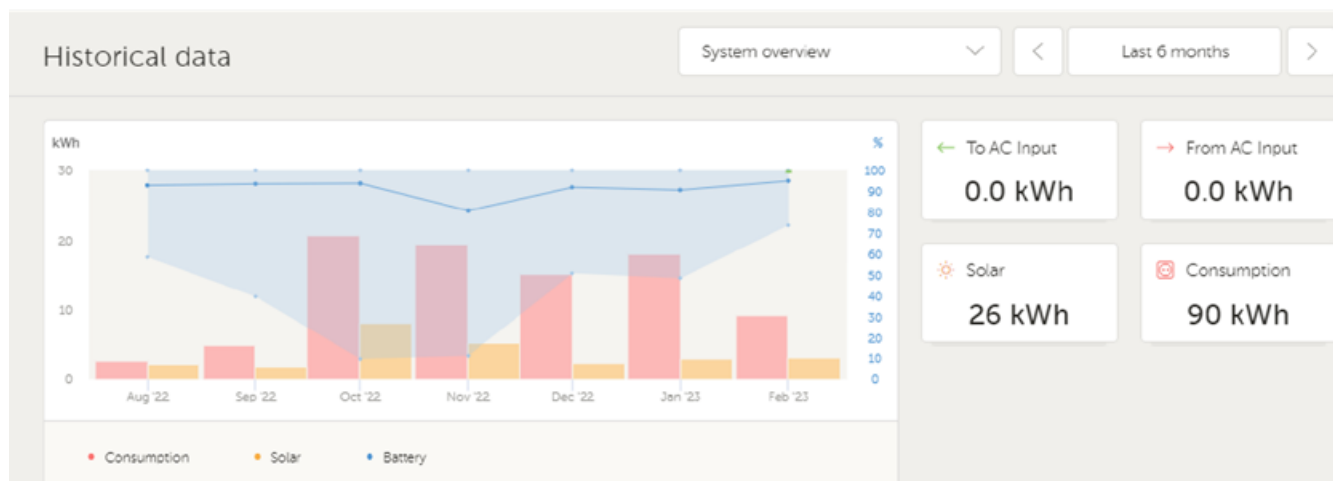 Historical data
System overview
Last 6 months
kWh
%
30
20
10
0
100
90
80
70
60
50
40
30
20
10
0
Aug '22
Sep '22
Oct '22
Nov '22
Dec '22
Jan '23
Feb '23
Consumption
Solar
Battery
To AC Input
0.0 kWh
From AC Input
0.0 kWh
Solar
26 kWh
Consumption
90 kWh